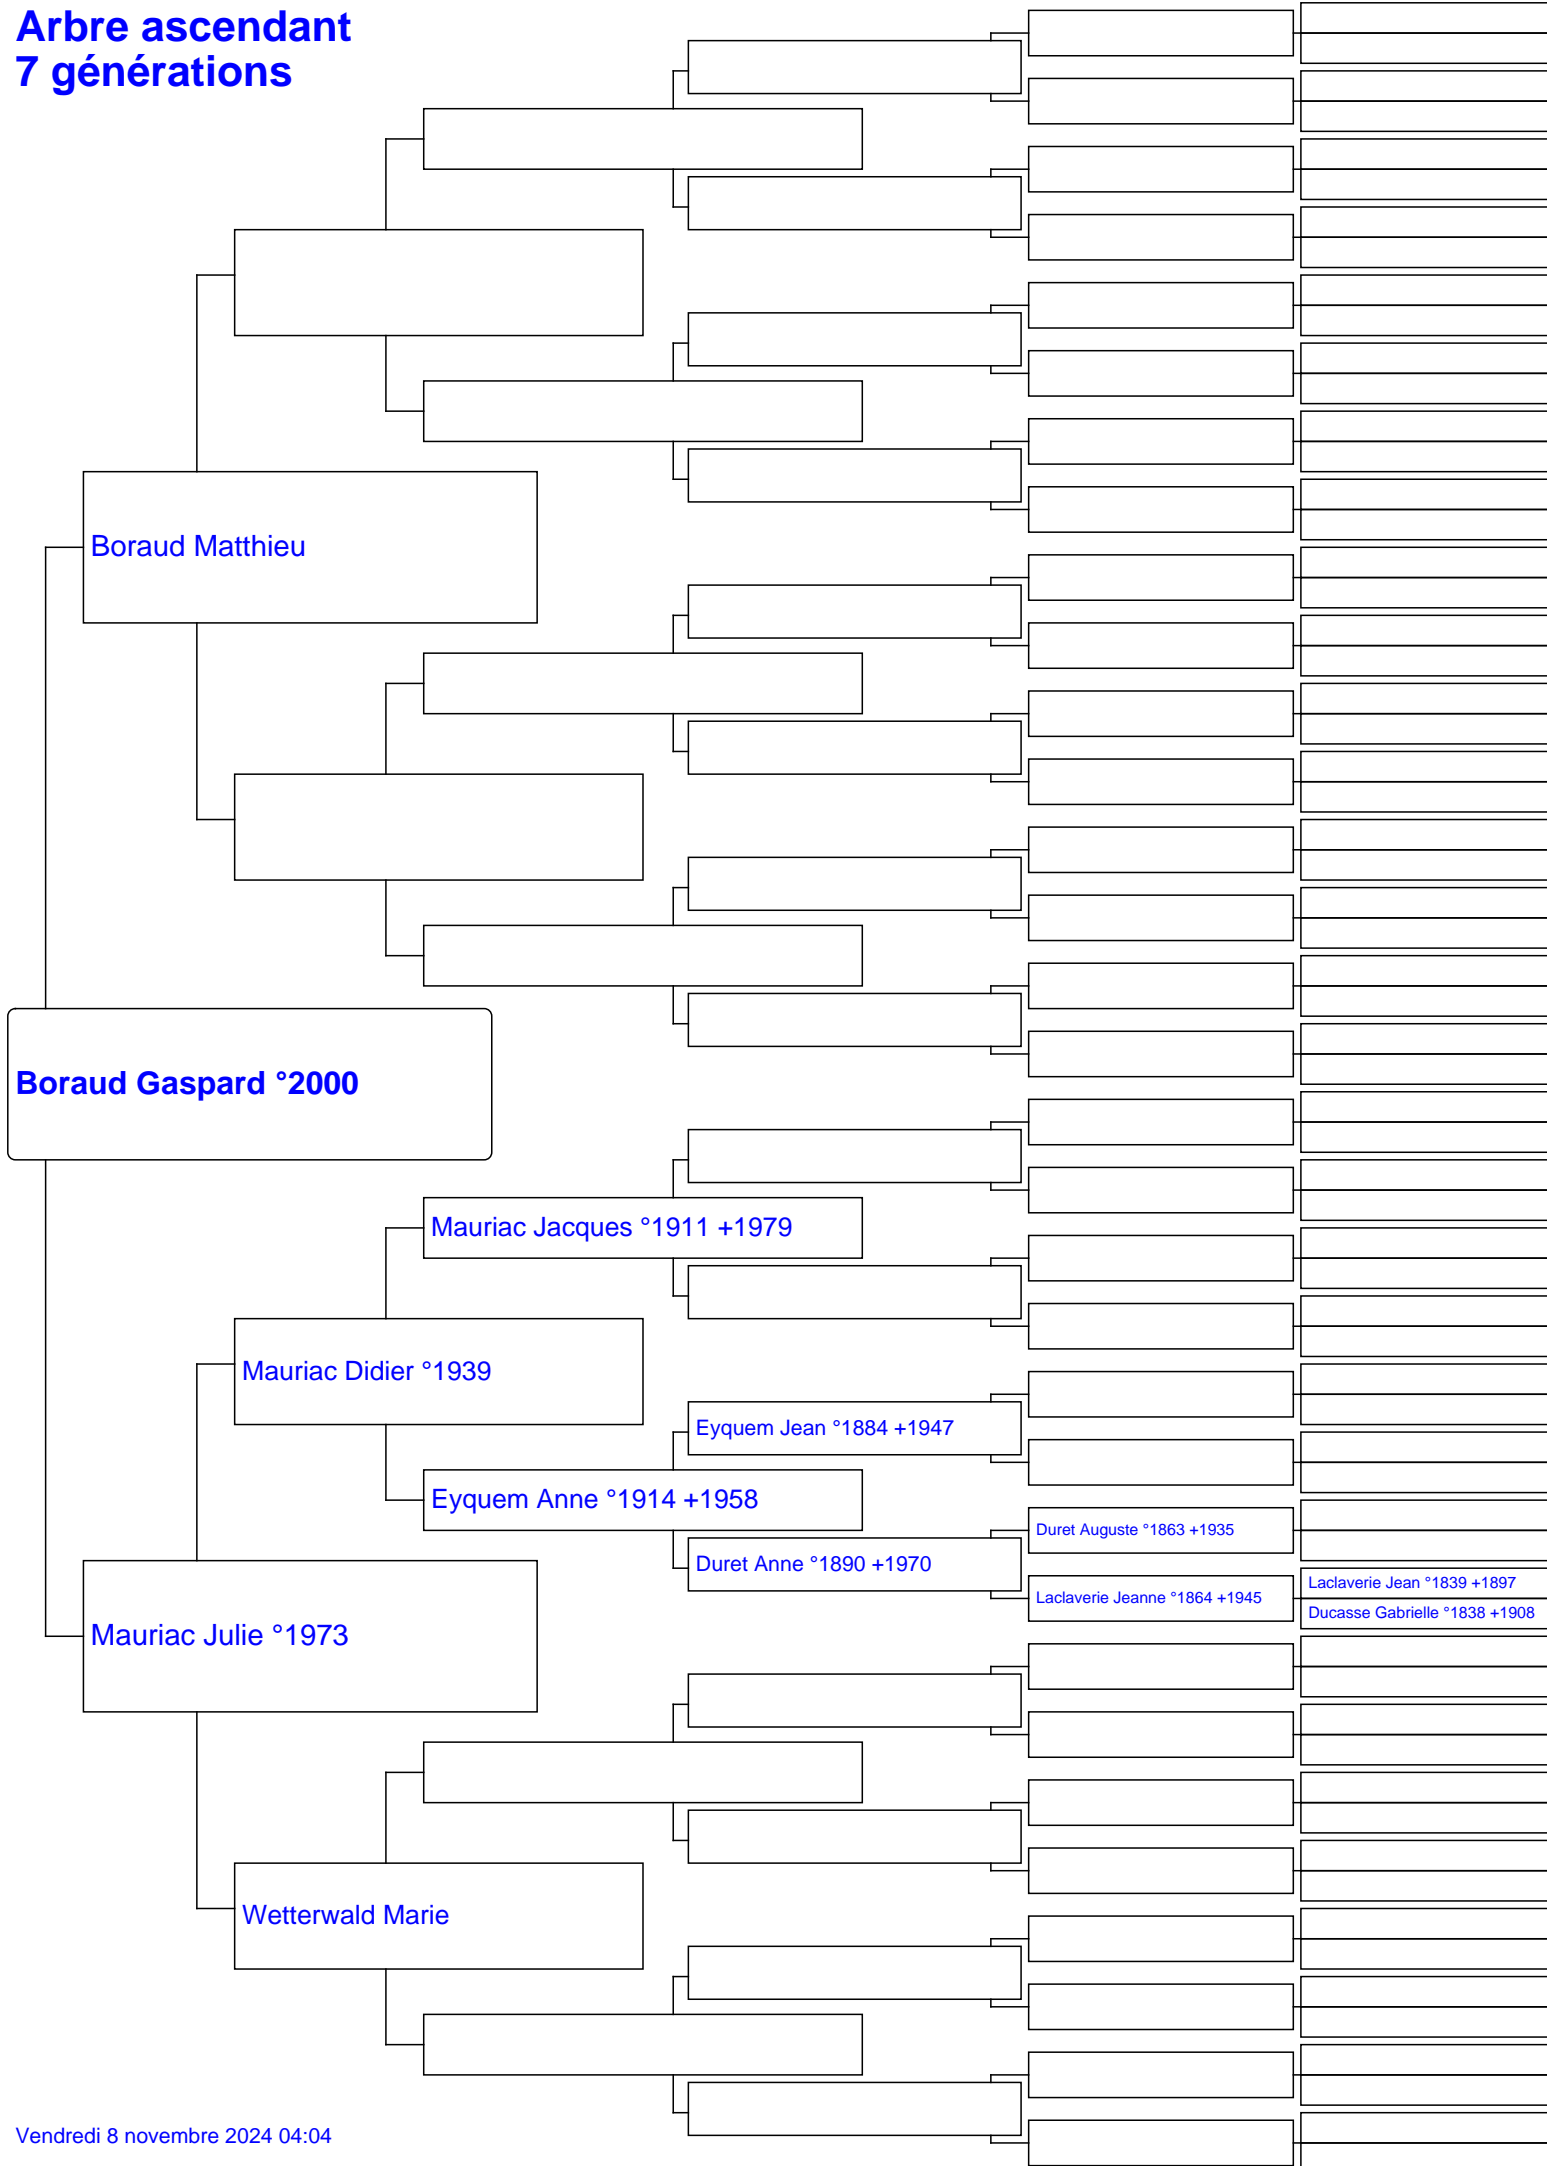 Arbre ascendant
7 générations
Boraud Matthieu
Boraud Gaspard °2000
Mauriac Jacques °1911 +1979
Mauriac Didier °1939
Eyquem Jean °1884 +1947
Eyquem Anne °1914 +1958
Duret Auguste °1863 +1935
Duret Anne °1890 +1970
Laclaverie Jean °1839 +1897
Laclaverie Jeanne °1864 +1945
Ducasse Gabrielle °1838 +1908
Mauriac Julie °1973
Wetterwald Marie
Vendredi 8 novembre 2024 04:04